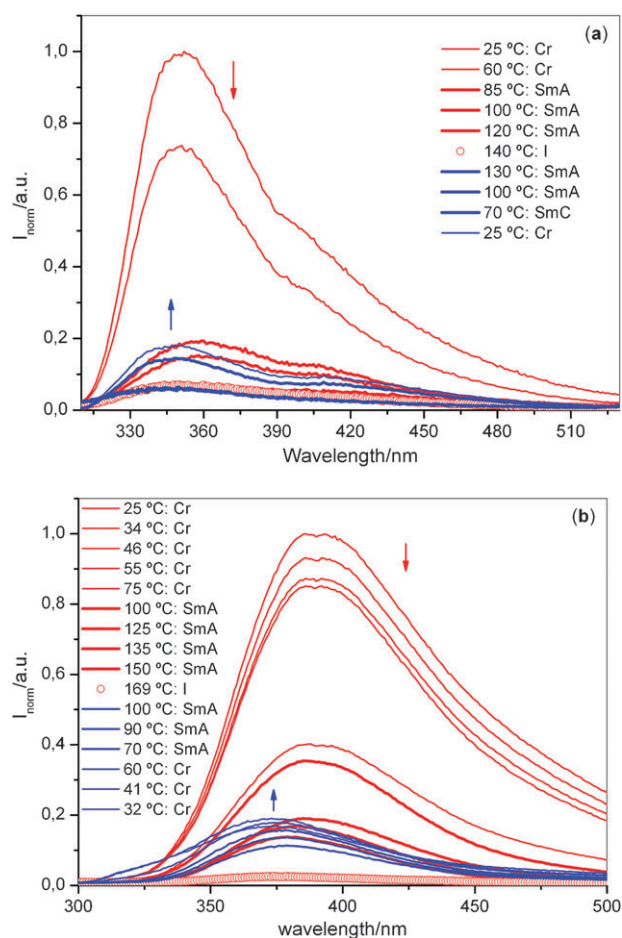 (a)
1,0
0,8
0,6
0,4
0,2
0,0
I_norm/a.u.
25 ºC: Cr
60 ºC: Cr
85 ºC: SmA
100 ºC: SmA
120 ºC: SmA
140 ºC: I
130 ºC: SmA
100 ºC: SmA
70 ºC: SmC
25 ºC: Cr
330 360 390 420 450 480 510
Wavelength/nm
(b)
1,0
0,8
0,6
0,4
0,2
0,0
I_norm/a.u.
25 ºC: Cr
34 ºC: Cr
46 ºC: Cr
55 ºC: Cr
75 ºC: Cr
100 ºC: SmA
125 ºC: SmA
135 ºC: SmA
150 ºC: SmA
169 ºC: I
100 ºC: SmA
90 ºC: SmA
70 ºC: SmA
60 ºC: Cr
41 ºC: Cr
32 ºC: Cr
300 350 400 450 500
wavelength/nm